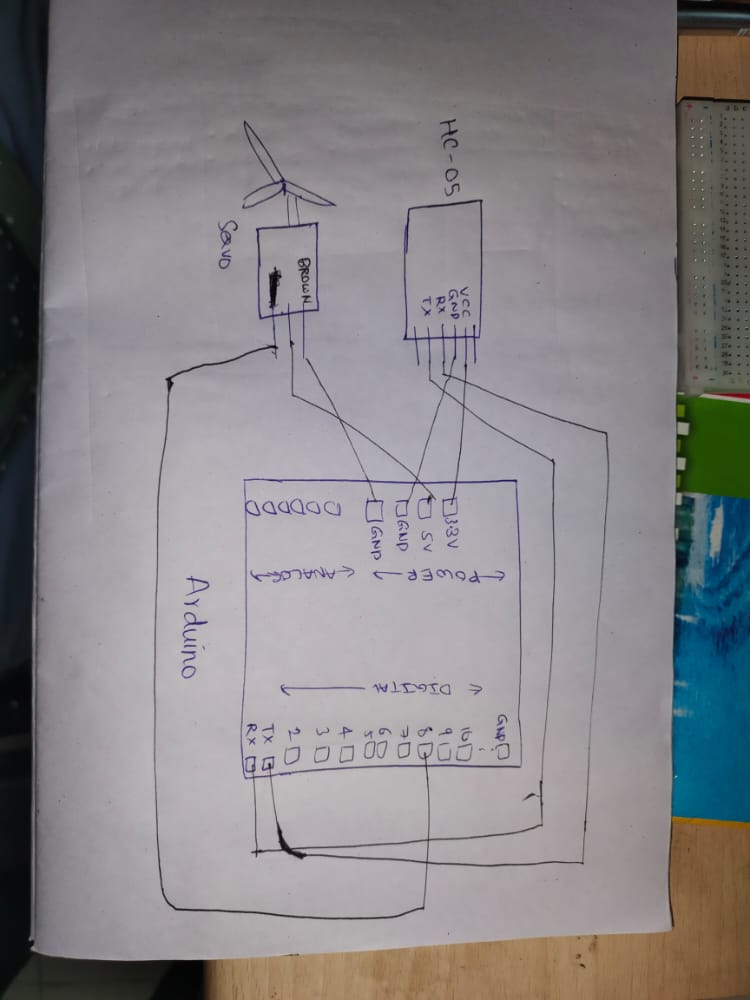 HC-05
VCC
GND
RX
TX
Servo
BROWN
3.3V
5V
GND
GND
POWER
ANALOG
Arduino
DIGITAL
GND
10
9
8
7
6
5
4
3
2
TX
RX